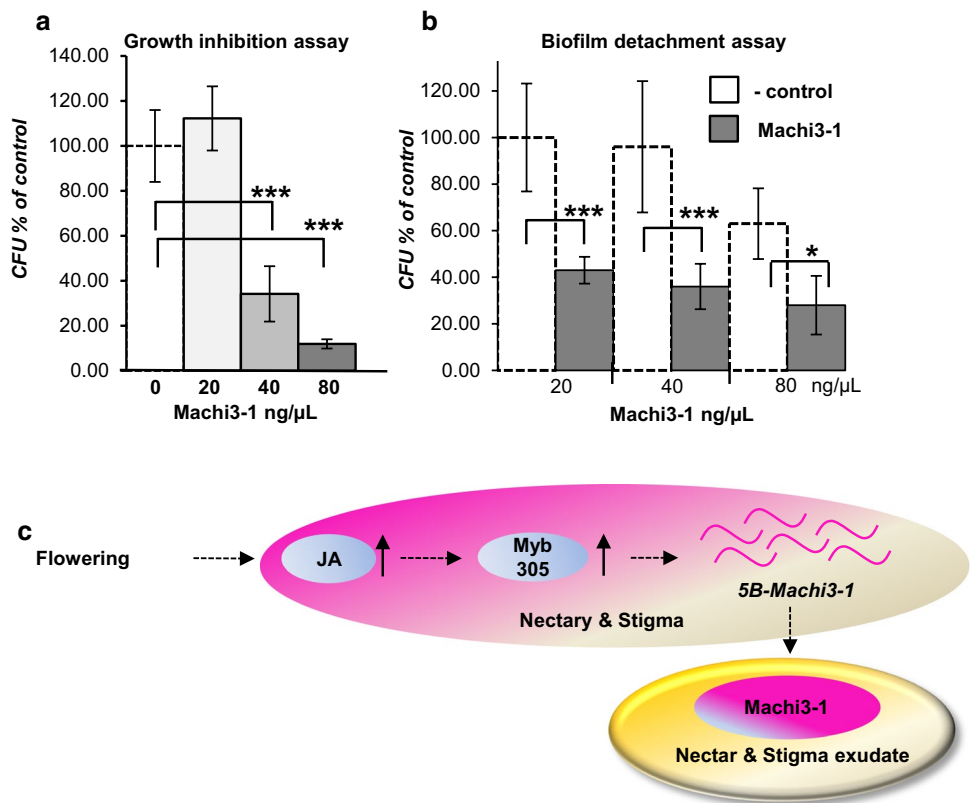 a
Growth inhibition assay
CFU % of control
140.00
120.00
100.00
80.00
60.00
40.00
20.00
0.00
***
***
0 20 40 80
Machi3-1 ng/µL
b
Biofilm detachment assay
CFU % of control
120.00
100.00
80.00
60.00
40.00
20.00
0.00
- control
Machi3-1
***
***
*
20 40 80 ng/µL
Machi3-1 ng/µL
c
Flowering
JA
Myb
305
5B-Machi3-1
Nectary & Stigma
Machi3-1
Nectar & Stigma exudate